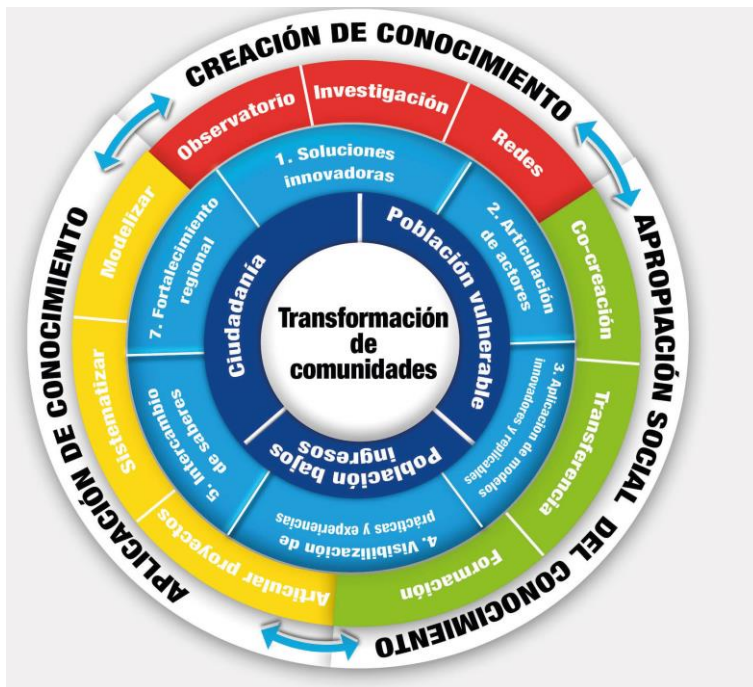 CREACIÓN DE CONOCIMIENTO
APROPIACIÓN SOCIAL DEL CONOCIMIENTO
APLICACIÓN DE CONOCIMIENTO
Observatorio
Investigación
Redes
Co-creación
Transferencia
Formación
Articular proyectos
Sistematizar
Modelizar
1. Soluciones
innovadoras
2. Articulación
de actores
3. Aplicacion de modelos
innovadores y replicables
4. Visibilización de
prácticas y experiencias
5. Intercambio
de saberes
7. Fortalecimiento
regional
Ciudadanía
Población vulnerable
Población bajos
ingresos
Transformación
de
comunidades